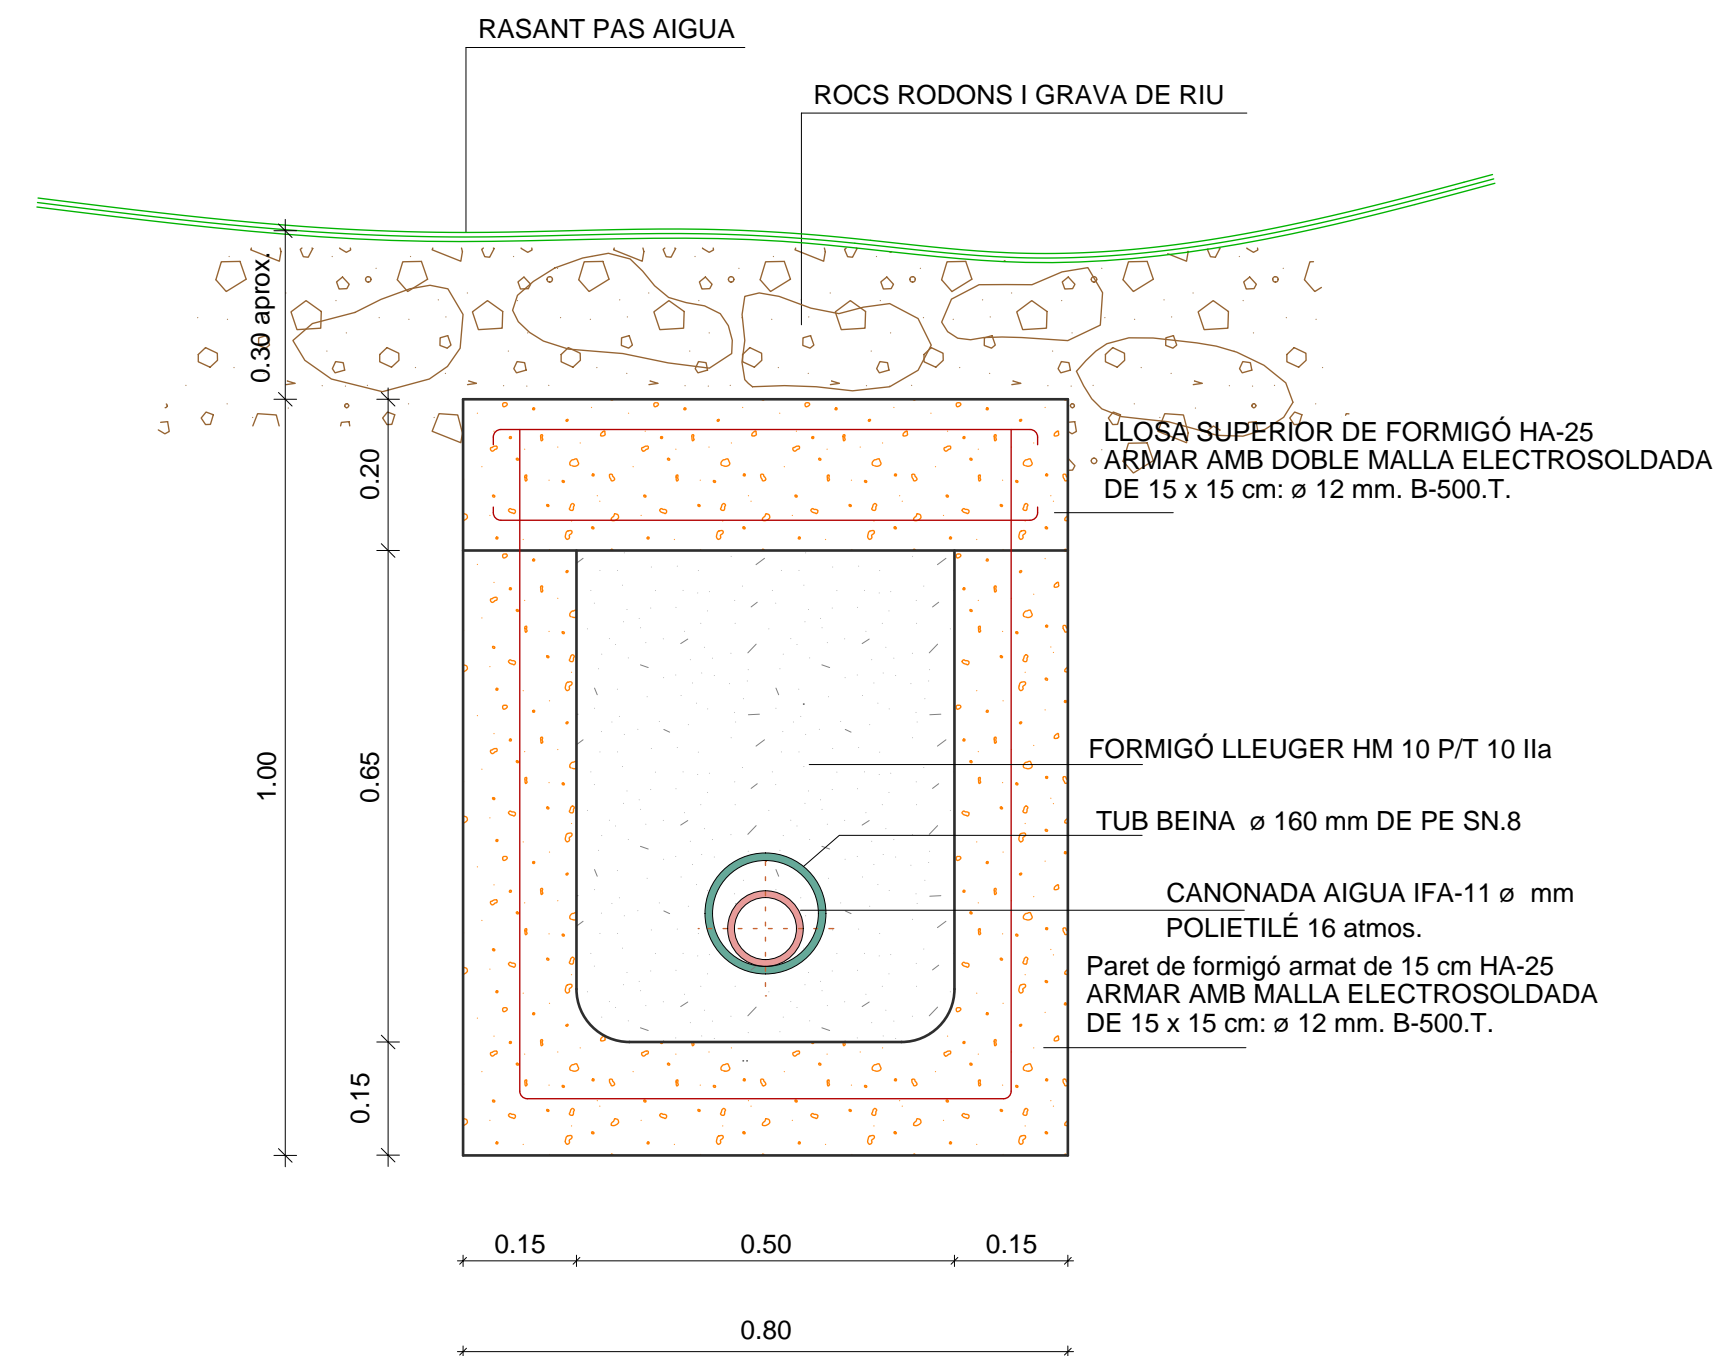 RASANT PAS AIGUA
ROCS RODONS I GRAVA DE RIU
0.30 aprox.
LLOSA SUPERIOR DE FORMIGÓ HA-25
ARMAR AMB DOBLE MALLA ELECTROSOLDADA
DE 15 x 15 cm: ø 12 mm. B-500.T.
0.20
1.00
0.65
FORMIGÓ LLEUGER HM 10 P/T 10 IIa
TUB BEINA ø 160 mm DE PE SN.8
CANONADA AIGUA IFA-11 ø mm
POLIETILÉ 16 atmos.
Paret de formigó armat de 15 cm HA-25
ARMAR AMB MALLA ELECTROSOLDADA
DE 15 x 15 cm: ø 12 mm. B-500.T.
0.15
0.15 0.50 0.15
0.80